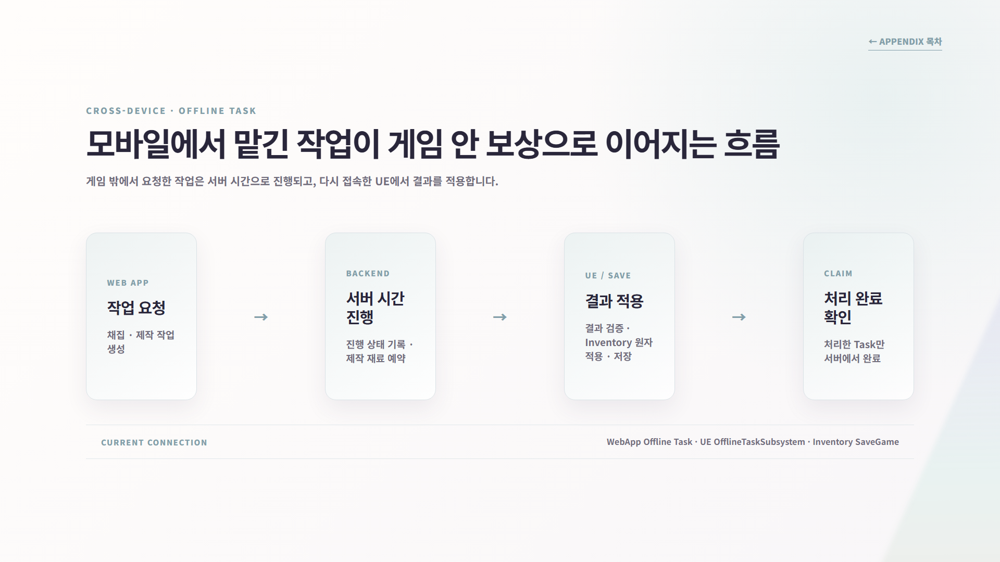 ← APPENDIX 목차
CROSS-DEVICE · OFFLINE TASK
모바일에서 맡긴 작업이 게임 안 보상으로 이어지는 흐름
게임 밖에서 요청한 작업은 서버 시간으로 진행되고, 다시 접속한 UE에서 결과를 적용합니다.
WEB APP
작업 요청
채집 · 제작 작업
생성
→
BACKEND
서버 시간
진행
진행 상태 기록 ·
제작 재료 예약
→
UE / SAVE
결과 적용
결과 검증 ·
Inventory 원자
적용 · 저장
→
CLAIM
처리 완료
확인
처리한 Task만
서버에서 완료
CURRENT CONNECTION
WebApp Offline Task · UE OfflineTaskSubsystem · Inventory SaveGame